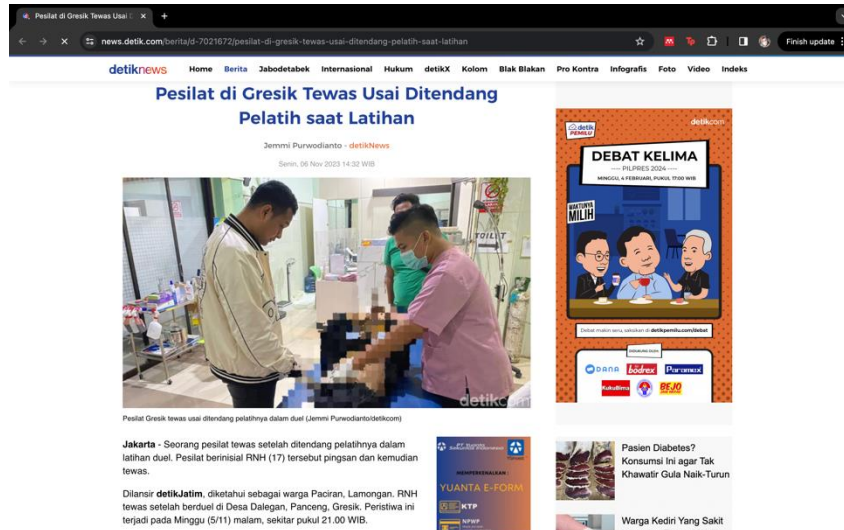 Pesilat di Gresik Tewas Usai D
news.detik.com/berita/d-7021672/pesilat-di-gresik-tewas-usai-ditendang-pelatih-saat-latihan
Finish update
detiknews Home Berita Jabodetabek Internasional Hukum detikX Kolom Blak Blakan Pro Kontra Infografis Foto Video Indeks
Pesilat di Gresik Tewas Usai Ditendang
Pelatih saat Latihan
Jemmi Purwodianto - detikNews
Senin, 06 Nov 2023 14:32 WIB
TOILET
detikcom
Pesilat Gresik tewas usai ditendang pelatihnya dalam duel (Jemmi Purwodianto/detikcom)
Jakarta - Seorang pesilat tewas setelah ditendang pelatihnya dalam
latihan duel. Pesilat berinisial RNH (17) tersebut pingsan dan kemudian
tewas.
Dilansir detikJatim, diketahui sebagai warga Paciran, Lamongan. RNH
tewas setelah berduel di Desa Dalegan, Panceng, Gresik. Peristiwa ini
terjadi pada Minggu (5/11) malam, sekitar pukul 21.00 WIB.
MEMPERKENALKAN :
YUANTA E-FORM
KTP
NPWP
detik
PEMILU
detikcom
DEBAT KELIMA
PILPRES 2024
MINGGU, 4 FEBRUARI, PUKUL 17:00 WIB
WAKTUNYA
MILIH
Debat makin seru, saksikan di detikpemilu.com/debat
DIDUKUNG OLEH:
DANA bodrex Paramex
KukuBima BEJO
Pasien Diabetes?
Konsumsi Ini agar Tak
Khawatir Gula Naik-Turun
Warga Kediri Yang Sakit